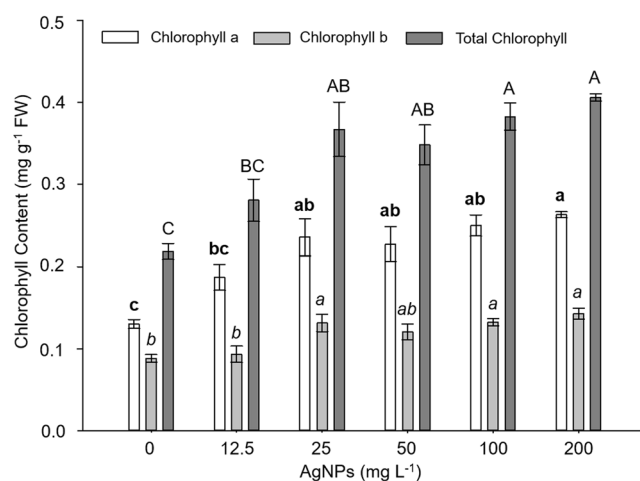 0.5
Chlorophyll a Chlorophyll b Total Chlorophyll
A
AB A
0.4 AB
BC
0.3
C ab ab ab a
bc
0.2
c a ab a a
b b
0.1
0.0
0 12.5 25 50 100 200
AgNPs (mg L⁻¹)
Chlorophyll Content (mg g⁻¹ FW)